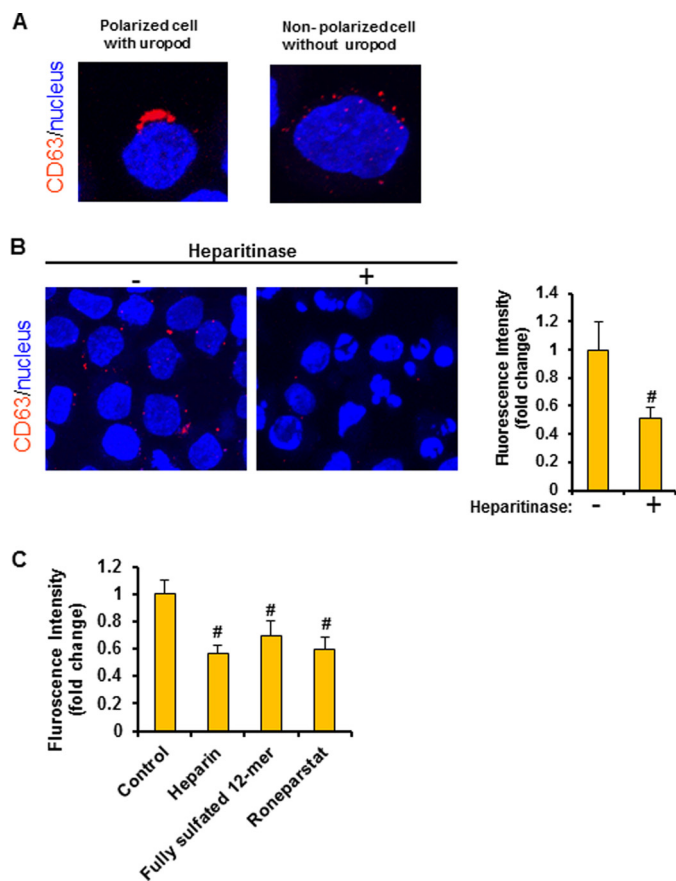 A
Polarized cell
with uropod
Non- polarized cell
without uropod
CD63/nucleus
B
Heparitinase
- +
CD63/nucleus
Fluorescence Intensity
(fold change)
1.4
1.2
1
0.8
0.6
0.4
0.2
0
#
Heparitinase: - +
C
Fluroscence Intensity
(fold change)
1.2
1
0.8
0.6
0.4
0.2
0
# # #
Control
Heparin
Fully sulfated 12-mer
Roneparstat